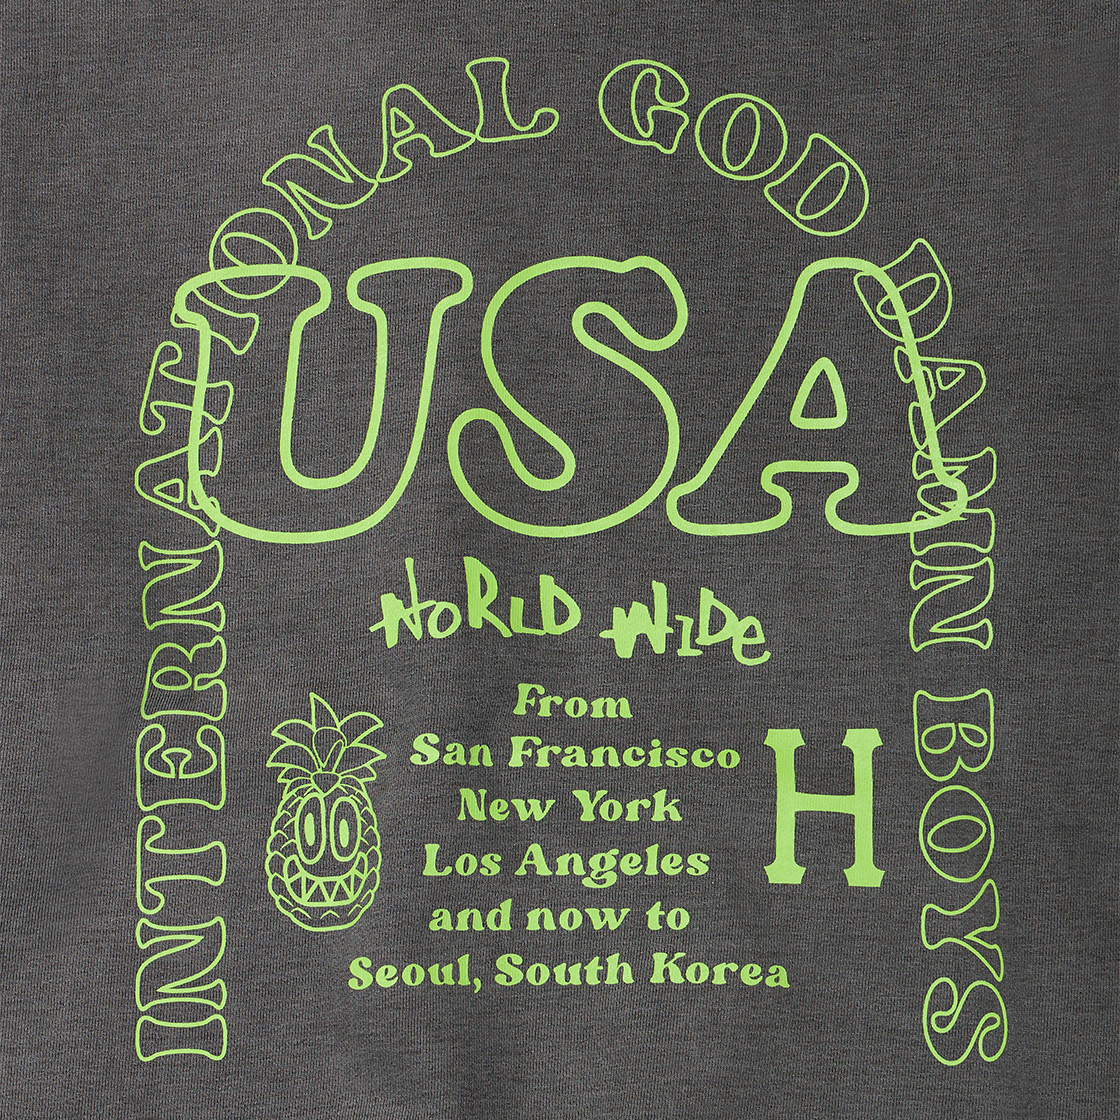 INTERNATIONAL GOD DAMN BOYS
USA
WORLD WIDE
From
San Francisco
New York
Los Angeles
and now to
Seoul, South Korea
H